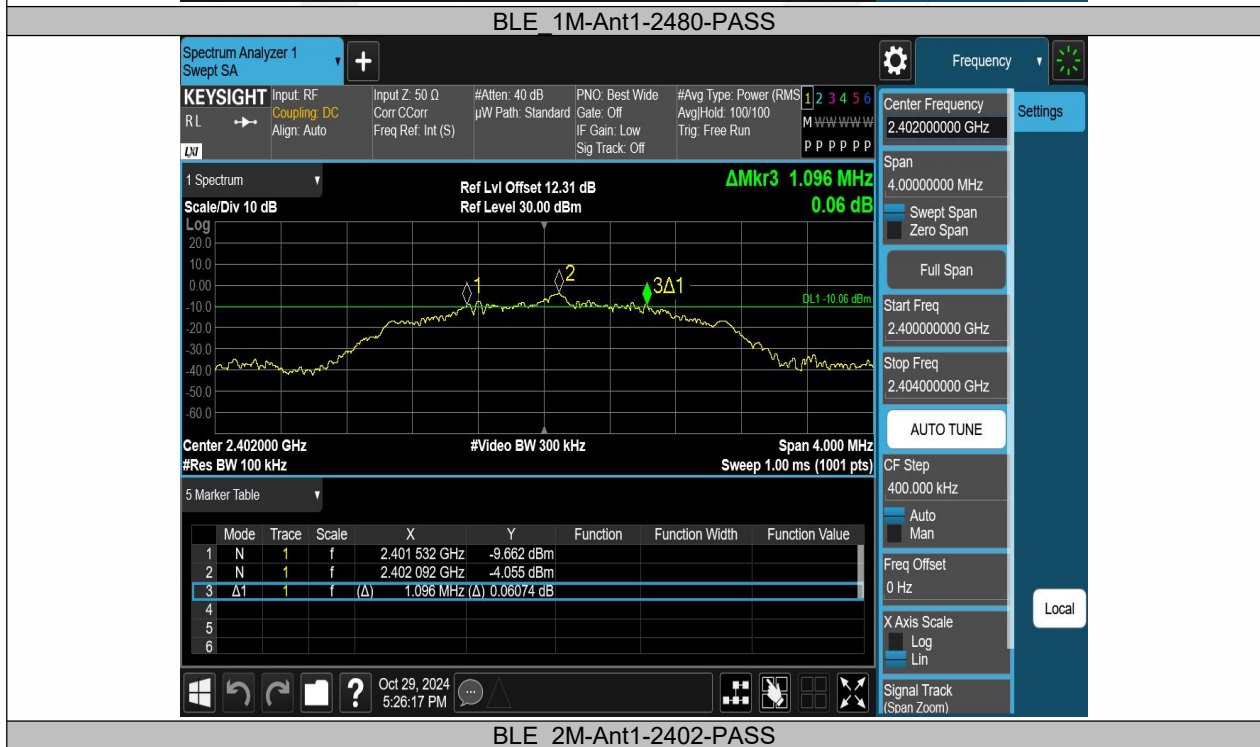 BLE_1M-Ant1-2480-PASS
Spectrum Analyzer 1
Swept SA
+
Frequency
KEYSIGHT
RL
LXI
Input: RF
Coupling: DC
Align: Auto
Input Z: 50 Ω
Corr CCorr
Freq Ref: Int (S)
#Atten: 40 dB
µW Path: Standard
PNO: Best Wide
Gate: Off
IF Gain: Low
Sig Track: Off
#Avg Type: Power (RMS
Avg|Hold: 100/100
Trig: Free Run
1 2 3 4 5 6
M W W W W W
P P P P P P
1 Spectrum
Scale/Div 10 dB
Ref Lvl Offset 12.31 dB
Ref Level 30.00 dBm
ΔMkr3 1.096 MHz
0.06 dB
Log
20.0
10.0
0.00
-10.0
-20.0
-30.0
-40.0
-50.0
-60.0
1
2
3Δ1
DL1 -10.06 dBm
Center 2.402000 GHz
#Video BW 300 kHz
Span 4.000 MHz
#Res BW 100 kHz
Sweep 1.00 ms (1001 pts)
5 Marker Table
Mode Trace Scale X Y Function Function Width Function Value
1 N 1 f 2.401 532 GHz -9.662 dBm
2 N 1 f 2.402 092 GHz -4.055 dBm
3 Δ1 1 f (Δ) 1.096 MHz (Δ) 0.06074 dB
4
5
6
?
Oct 29, 2024
5:26:17 PM
Center Frequency
2.402000000 GHz
Settings
Span
4.00000000 MHz
Swept Span
Zero Span
Full Span
Start Freq
2.400000000 GHz
Stop Freq
2.404000000 GHz
AUTO TUNE
CF Step
400.000 kHz
Auto
Man
Freq Offset
0 Hz
X Axis Scale
Log
Lin
Local
Signal Track
(Span Zoom)
BLE_2M-Ant1-2402-PASS